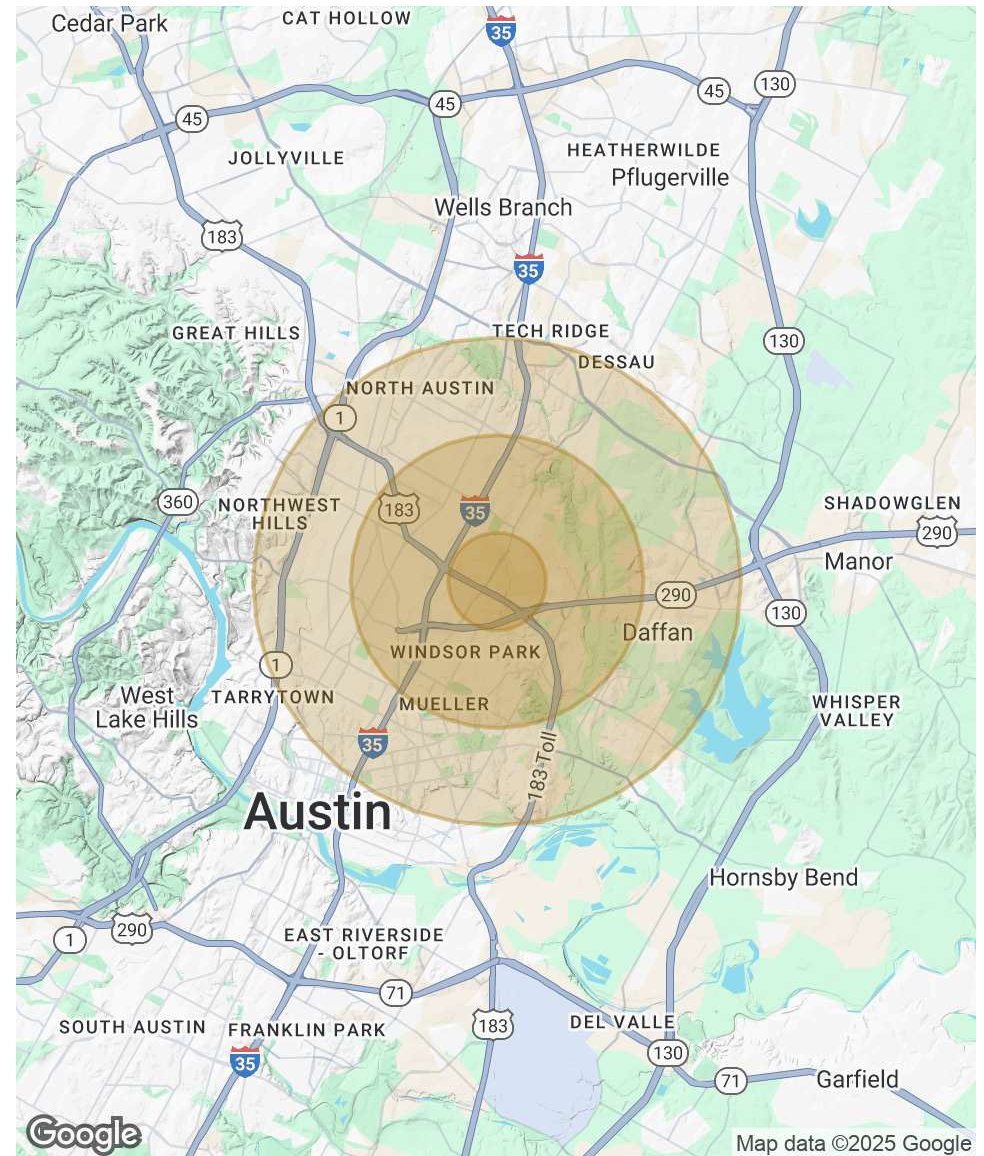 CAT HOLLOW
Cedar Park
35
130
45
45
45
HEATHERWILDE
JOLLYVILLE
Pflugerville
Wells Branch
183
35
TECH RIDGE
GREAT HILLS
130
DESSAU
NORTH AUSTIN
1
360
NORTHWEST
HILLS
183
35
SHADOWGLEN
290
Manor
290
130
Daffan
WINDSOR PARK
1
West
Lake Hills
TARRYTOWN
MUELLER
WHISPER
VALLEY
35
183 Toll
Austin
Hornsby Bend
290
1
EAST RIVERSIDE
- OLTORF
71
SOUTH AUSTIN
FRANKLIN PARK
183
DEL VALLE
130
35
71
Garfield
Google
Map data ©2025 Google